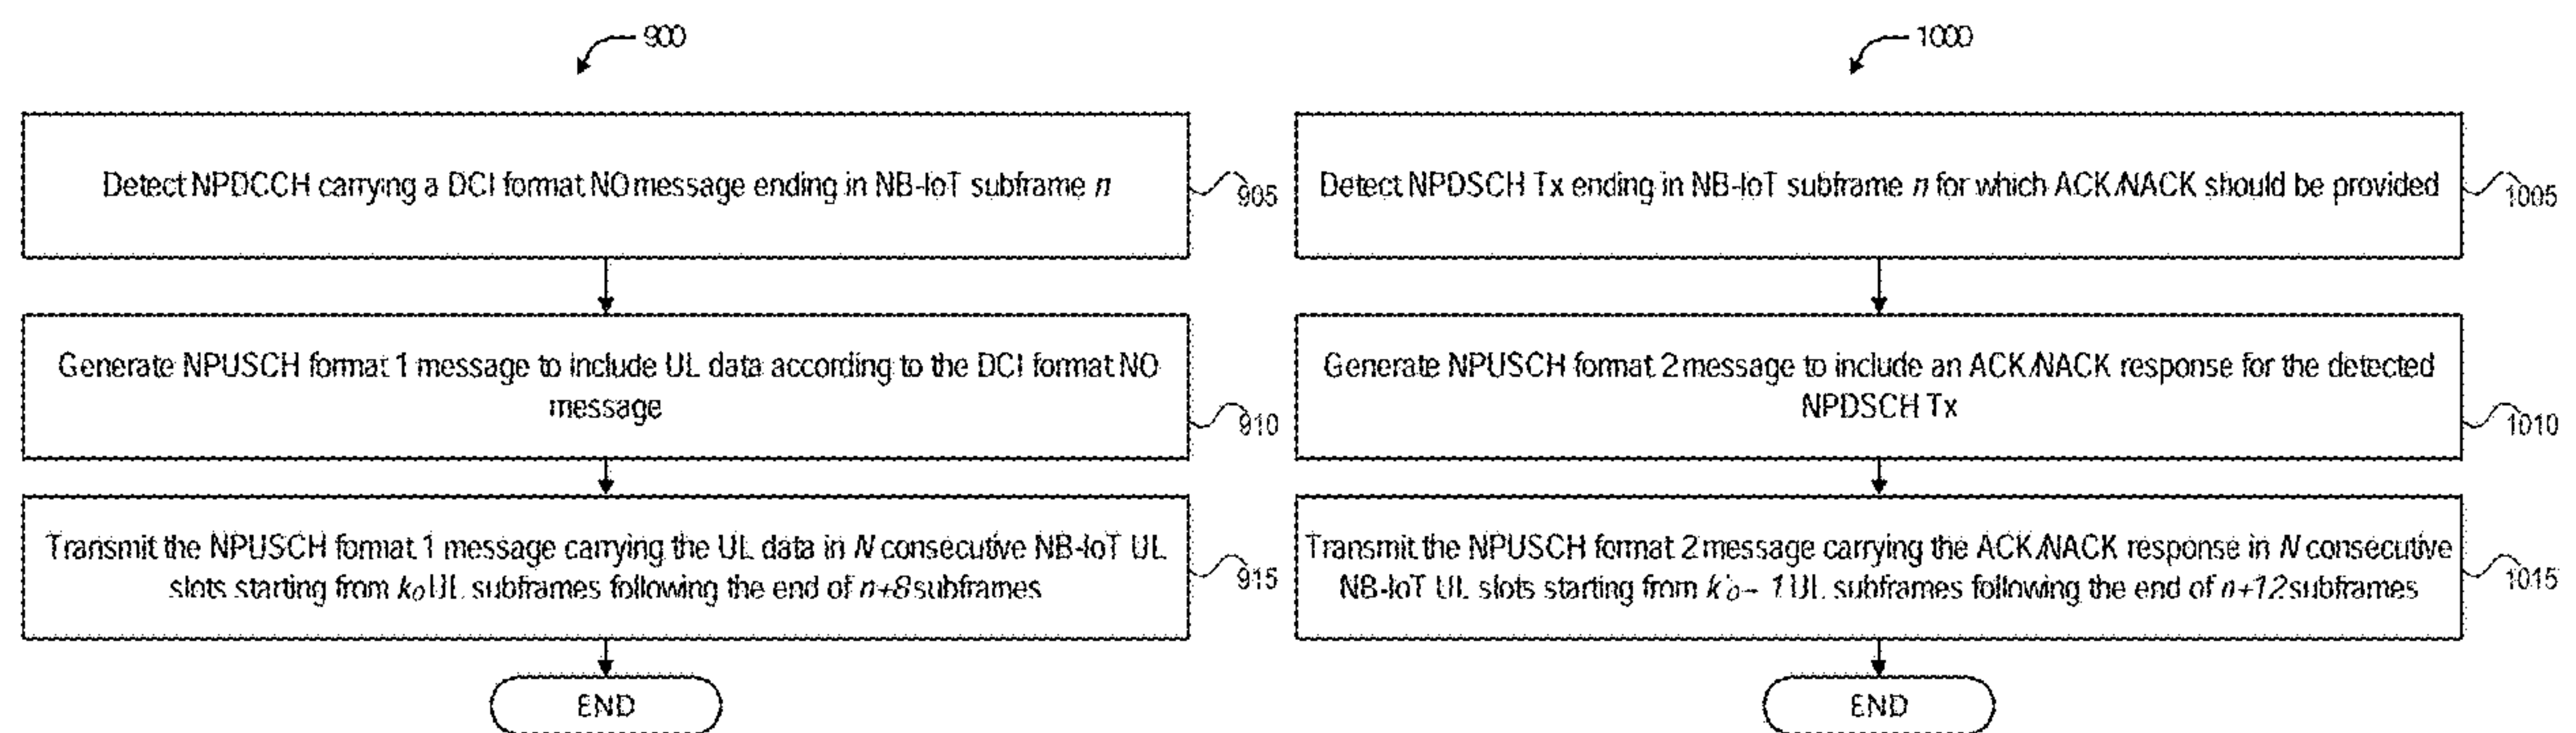 900
Detect NPDCCH carrying a DCI format N0 message ending in NB-IoT subframe n
905
Generate NPUSCH format 1 message to include UL data according to the DCI format N0
message
910
Transmit the NPUSCH format 1 message carrying the UL data in N consecutive NB-IoT UL
slots starting from k0 UL subframes following the end of n+8 subframes
915
END
1000
Detect NPDSCH Tx ending in NB-IoT subframe n for which ACK/NACK should be provided
1005
Generate NPUSCH format 2 message to include an ACK/NACK response for the detected
NPDSCH Tx
1010
Transmit the NPUSCH format 2 message carrying the ACK/NACK response in N consecutive
NB-IoT UL slots starting from k'0 – 1 UL subframes following the end of n+12 subframes
1015
END